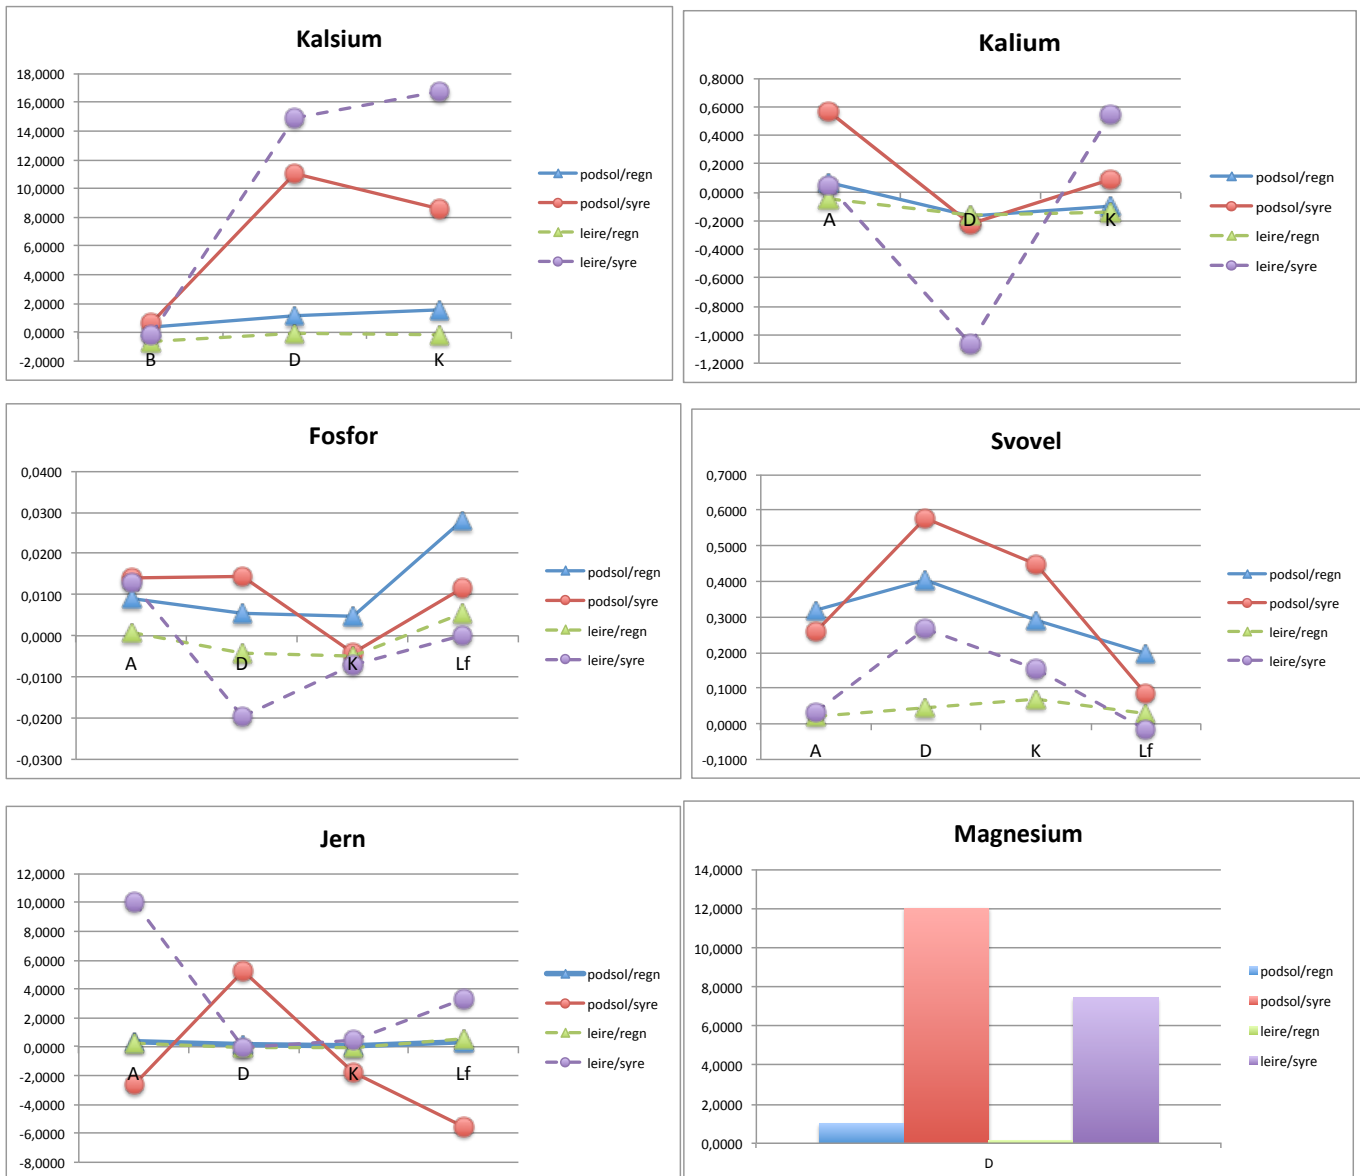 Kalsium
18,0000
16,0000
14,0000
12,0000
10,0000
8,0000
6,0000
4,0000
2,0000
0,0000
-2,0000
B D K
podsol/regn
podsol/syre
leire/regn
leire/syre
Kalium
0,8000
0,6000
0,4000
0,2000
0,0000
-0,2000
-0,4000
-0,6000
-0,8000
-1,0000
-1,2000
A D K
podsol/regn
podsol/syre
leire/regn
leire/syre
Fosfor
0,0400
0,0300
0,0200
0,0100
0,0000
-0,0100
-0,0200
-0,0300
A D K Lf
podsol/regn
podsol/syre
leire/regn
leire/syre
Svovel
0,7000
0,6000
0,5000
0,4000
0,3000
0,2000
0,1000
0,0000
-0,1000
A D K Lf
podsol/regn
podsol/syre
leire/regn
leire/syre
Jern
12,0000
10,0000
8,0000
6,0000
4,0000
2,0000
0,0000
-2,0000
-4,0000
-6,0000
-8,0000
A D K Lf
podsol/regn
podsol/syre
leire/regn
leire/syre
Magnesium
14,0000
12,0000
10,0000
8,0000
6,0000
4,0000
2,0000
0,0000
D
podsol/regn
podsol/syre
leire/regn
leire/syre